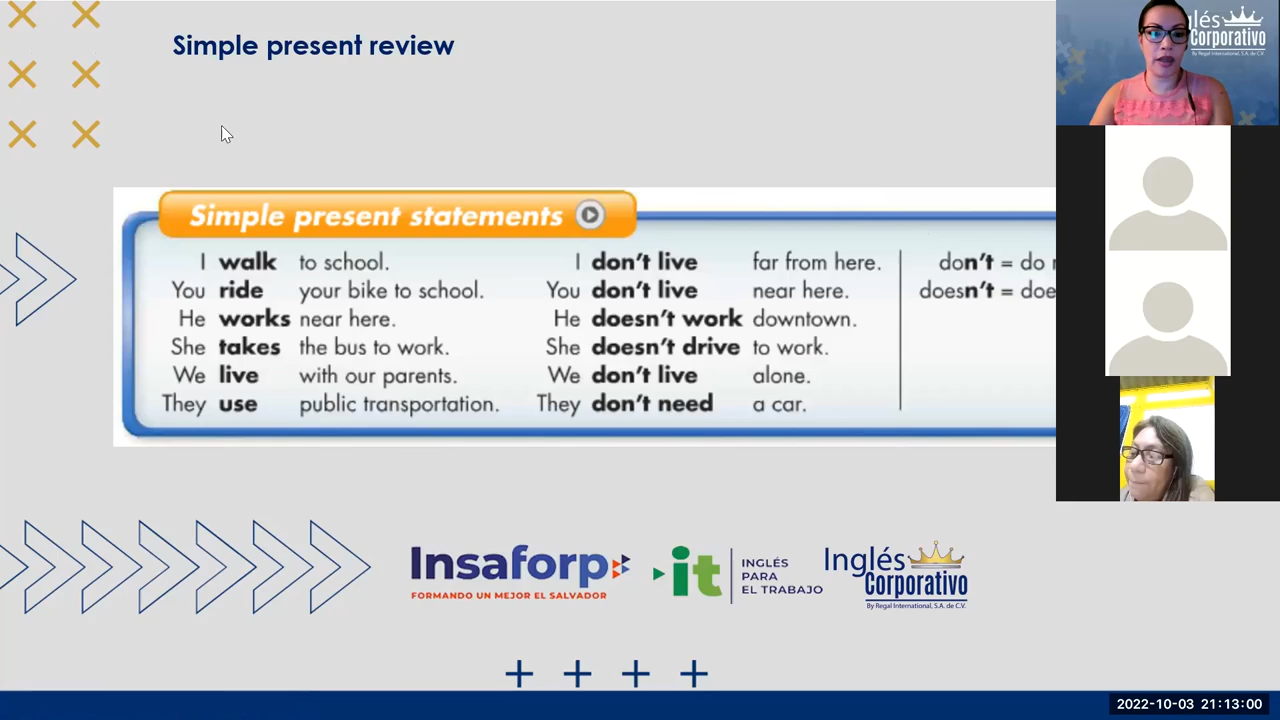 Simple present review
Simple present statements
I walk to school.
You ride your bike to school.
He works near here.
She takes the bus to work.
We live with our parents.
They use public transportation.
I don't live far from here.
You don't live near here.
He doesn't work downtown.
She doesn't drive to work.
We don't live alone.
They don't need a car.
don't = do
doesn't =
Insaforp
FORMANDO UN MEJOR EL SALVADOR
it
INGLÉS
PARA
EL TRABAJO
Inglés
Corporativo
By Regal International, S.A. de C.V.
Corporativo
By Regal International, S.A. de C.V.
2022-10-03 21:13:00